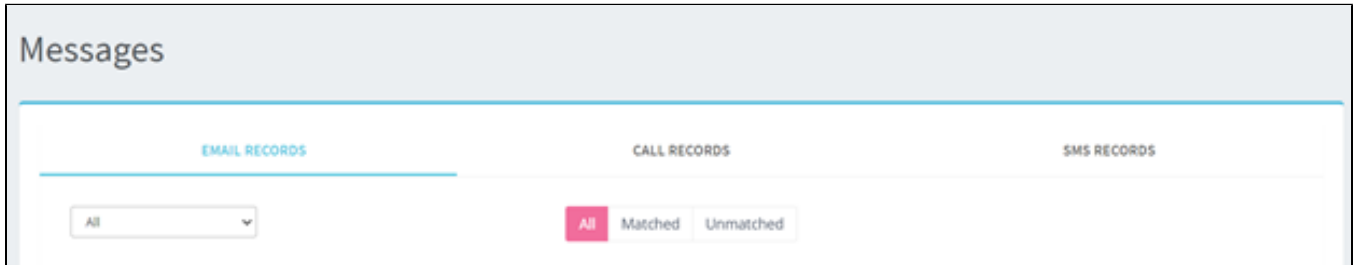 Messages
EMAIL RECORDS CALL RECORDS SMS RECORDS
All All Matched Unmatched